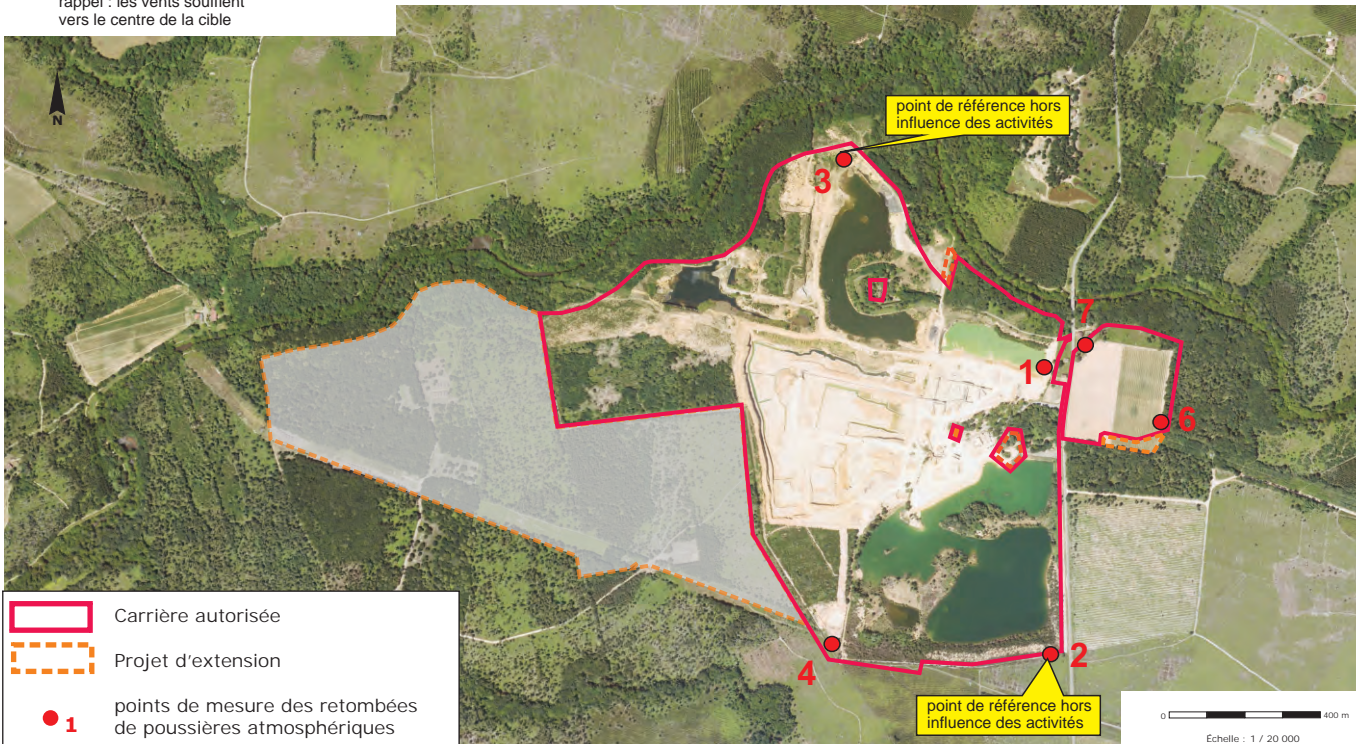 rappel : les vents soufflent
vers le centre de la cible
N
point de référence hors
influence des activités
3
7
1
6
4
2
point de référence hors
influence des activités
Carrière autorisée
Projet d'extension
1
points de mesure des retombées
de poussières atmosphériques
0
400 m
Échelle : 1 / 20 000